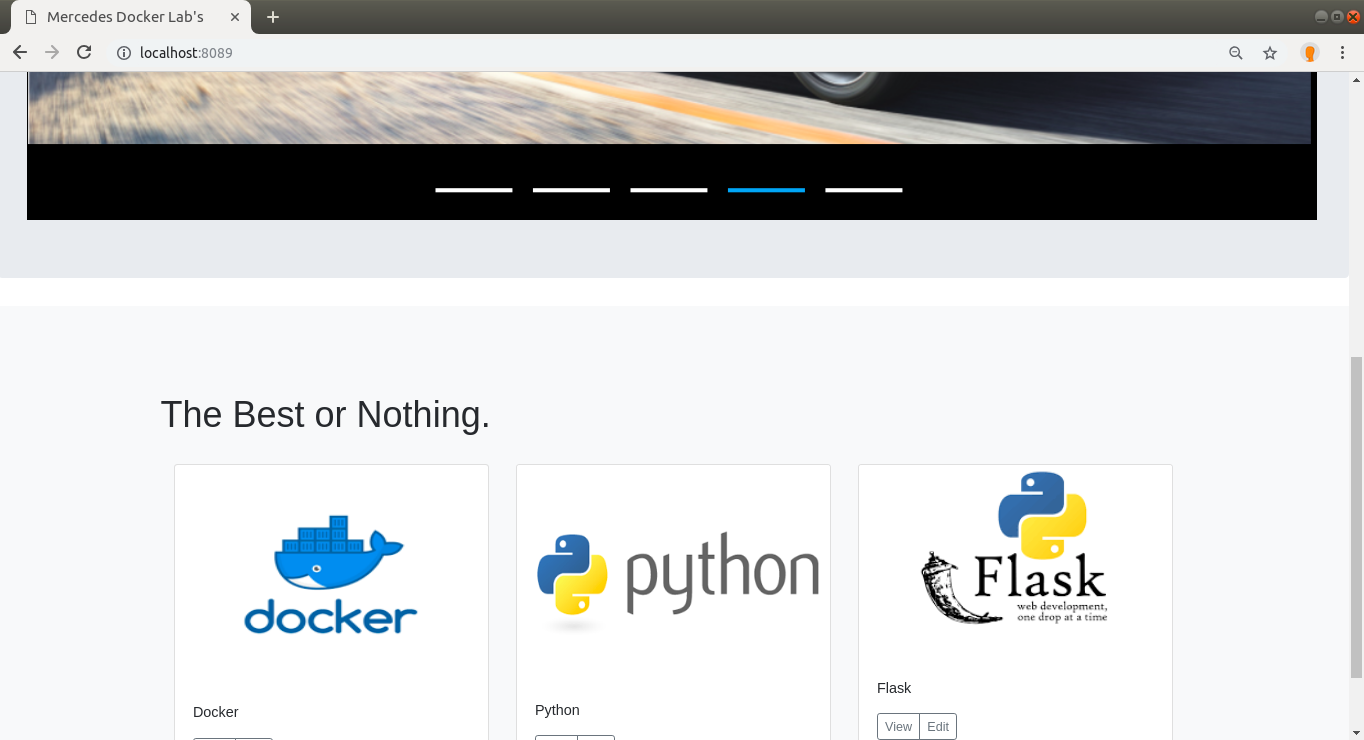 Mercedes Docker Lab's
localhost:8089
The Best or Nothing.
docker
python
Flask
web development,
one drop at a time
Docker
Python
Flask
View Edit